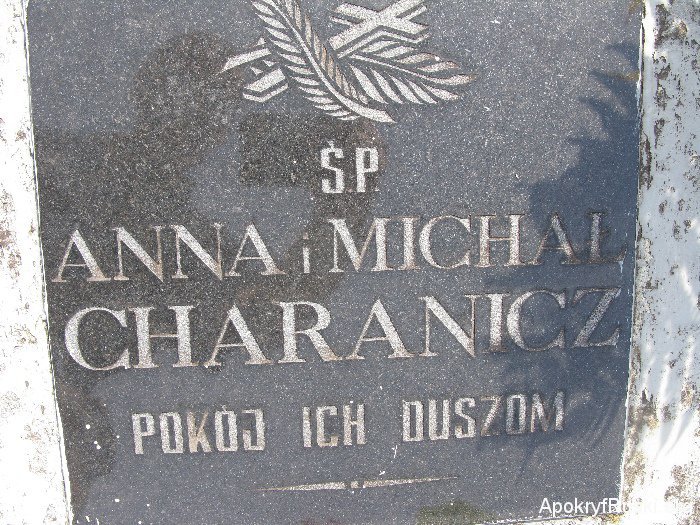 Ś.P.
ANNA i MICHAŁ
CHARANICZ
POKÓJ ICH DUSZOM